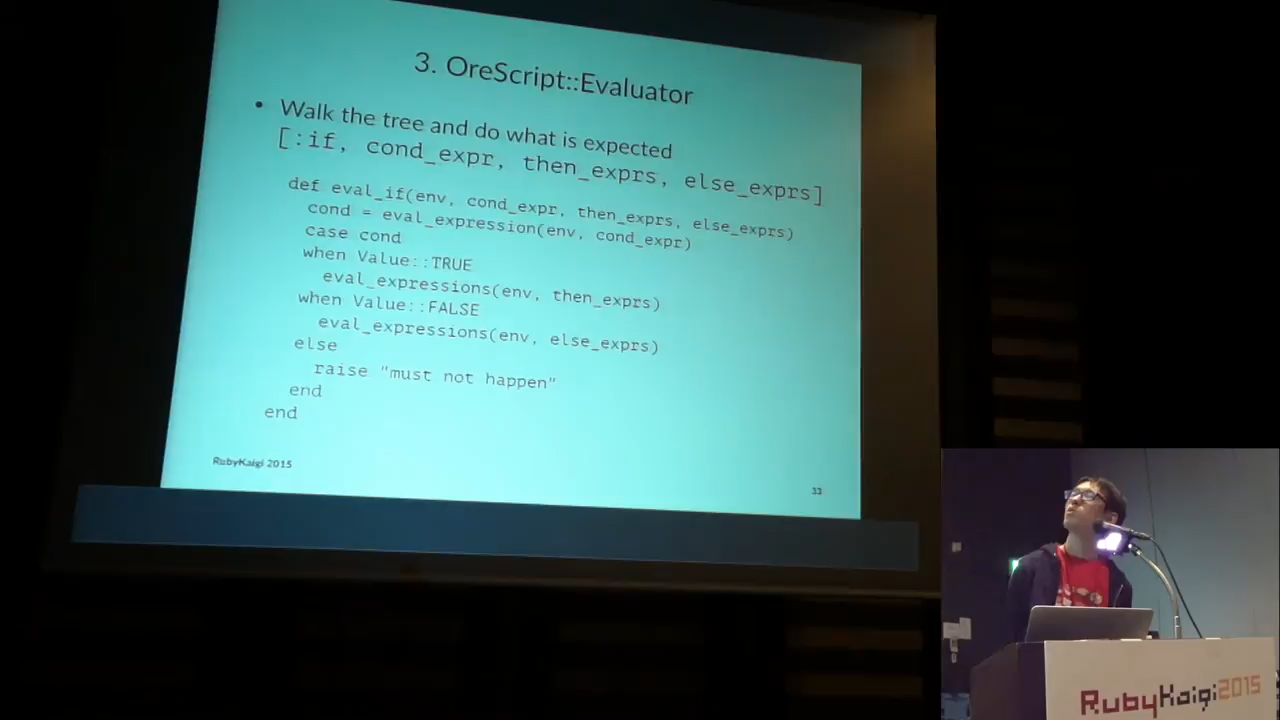 3. OreScript::Evaluator
• Walk the tree and do what is expected
[:if, cond_expr, then_exprs, else_exprs]
def eval_if(env, cond_expr, then_exprs, else_exprs)
cond = eval_expression(env, cond_expr)
case cond
when Value::TRUE
eval_expressions(env, then_exprs)
when Value::FALSE
eval_expressions(env, else_exprs)
else
raise "must not happen"
end
end
RubyKaigi 2015
33
RubyKaigi2015